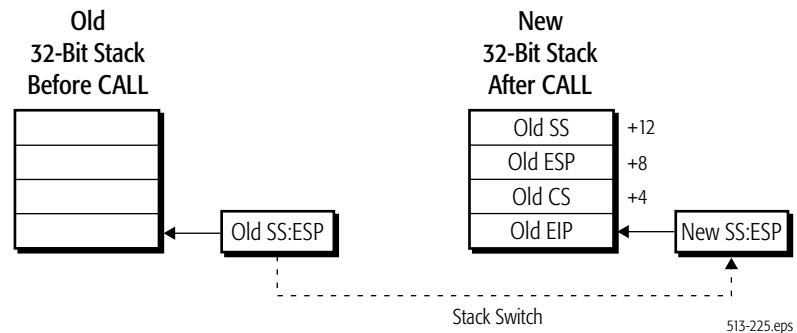 Old
32-Bit Stack
Before CALL
New
32-Bit Stack
After CALL
Old SS +12
Old ESP +8
Old CS +4
Old SS:ESP
Old EIP
New SS:ESP
Stack Switch
513-225.eps